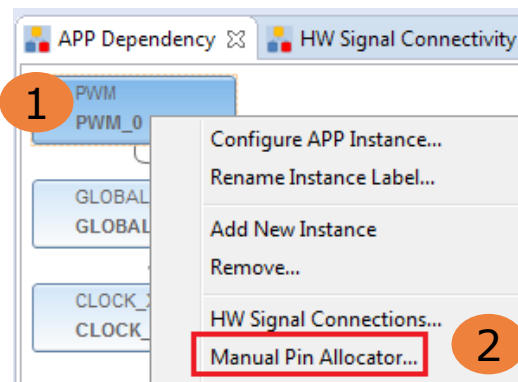 APP Dependency
HW Signal Connectivity
1
PWM
PWM_0
Configure APP Instance...
Rename Instance Label...
GLOBAL
GLOBAL
Add New Instance
Remove...
CLOCK_
CLOCK_
HW Signal Connections...
Manual Pin Allocator...
2